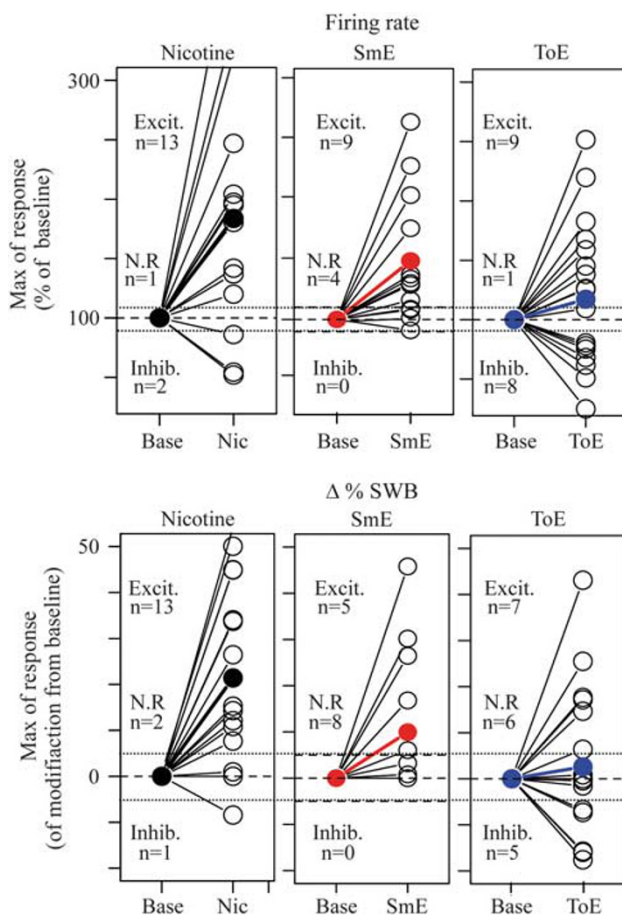 Firing rate
Nicotine SmE ToE
300
Excit.
n=13
Excit.
n=9
Excit.
n=9
Max of response
(% of baseline)
N.R
n=1
N.R
n=4
N.R
n=1
100
Inhib.
n=2
Inhib.
n=0
Inhib.
n=8
Base Nic Base SmE Base ToE
Δ % SWB
Nicotine SmE ToE
50
Excit.
n=13
Excit.
n=5
Excit.
n=7
Max of response
(of modifiaction from baseline)
N.R
n=2
N.R
n=8
N.R
n=6
0
Inhib.
n=1
Inhib.
n=0
Inhib.
n=5
Base Nic Base SmE Base ToE